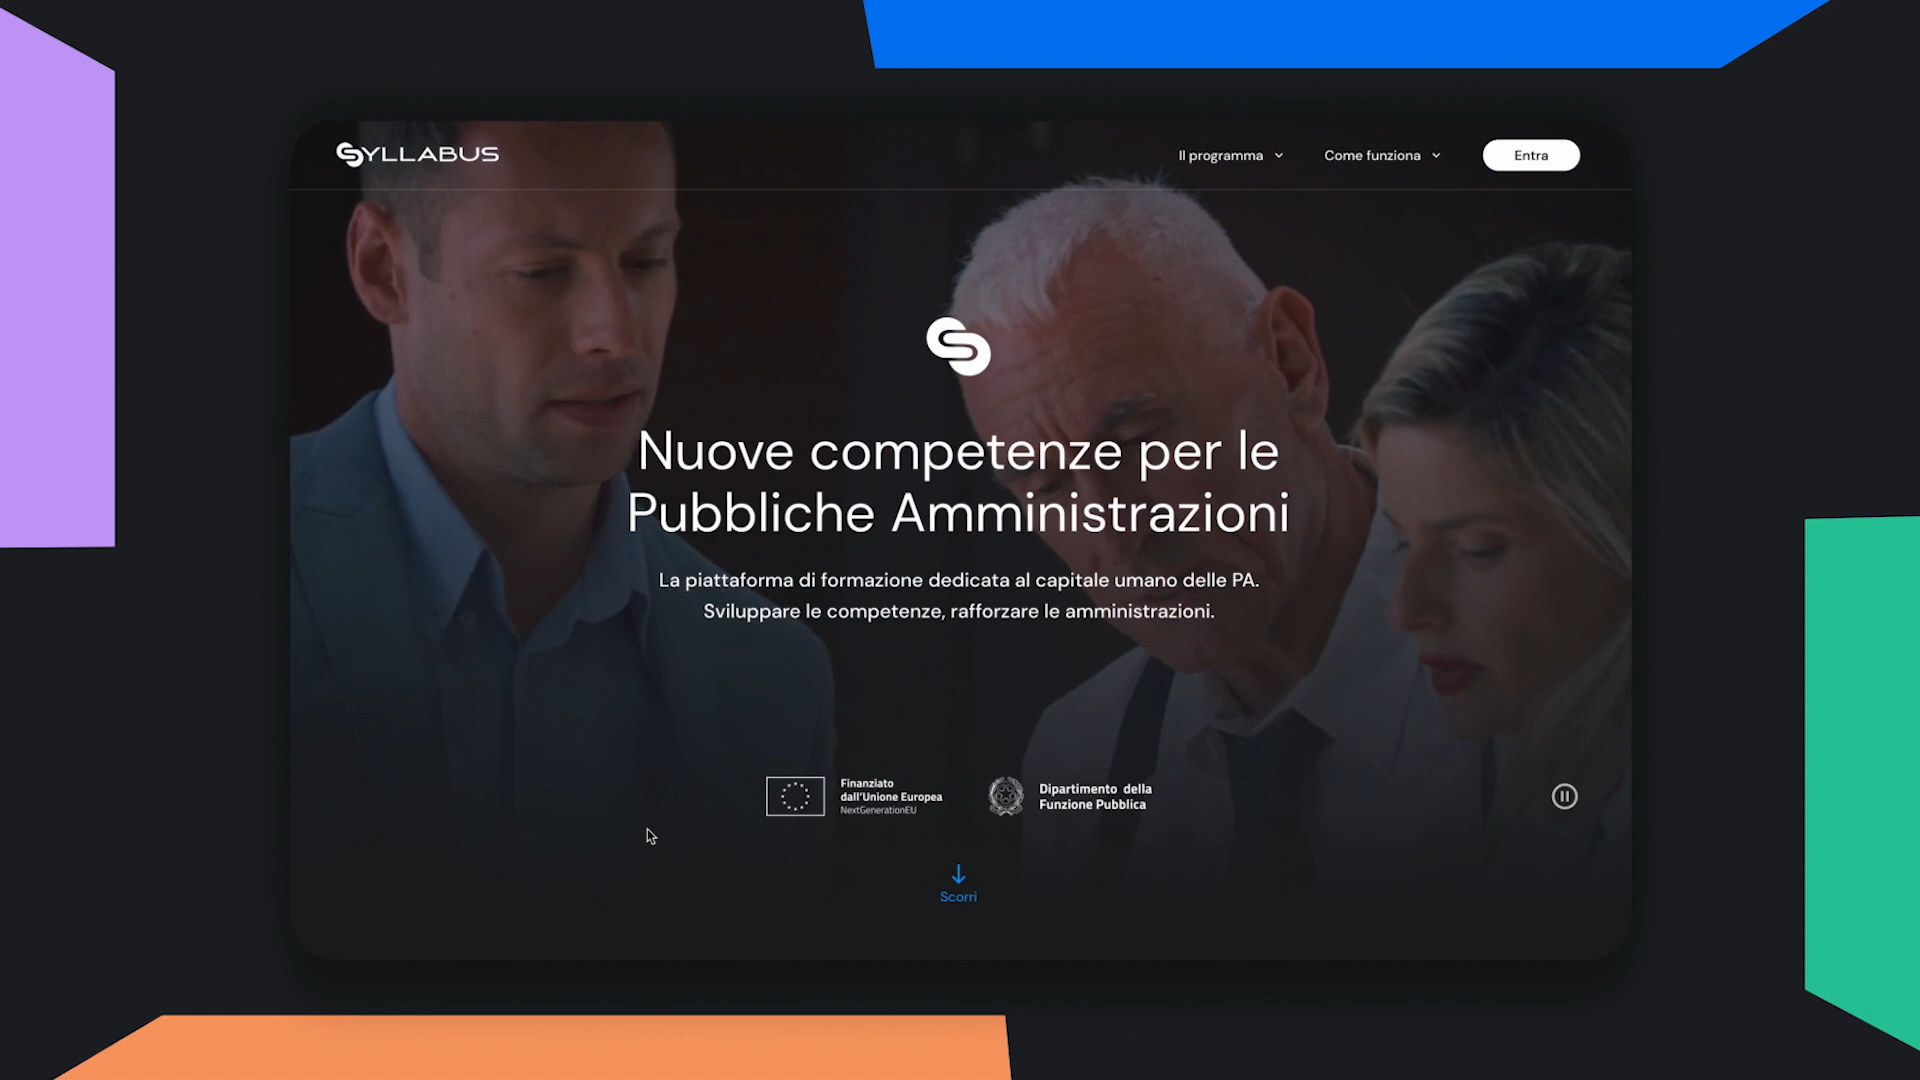 SYLLABUS
Il programma
Come funziona
Entra
Nuove competenze per le
Pubbliche Amministrazioni
La piattaforma di formazione dedicata al capitale umano delle PA.
Sviluppare le competenze, rafforzare le amministrazioni.
Finanziato
dall'Unione Europea
NextGenerationEU
Dipartimento della
Funzione Pubblica
Scorri